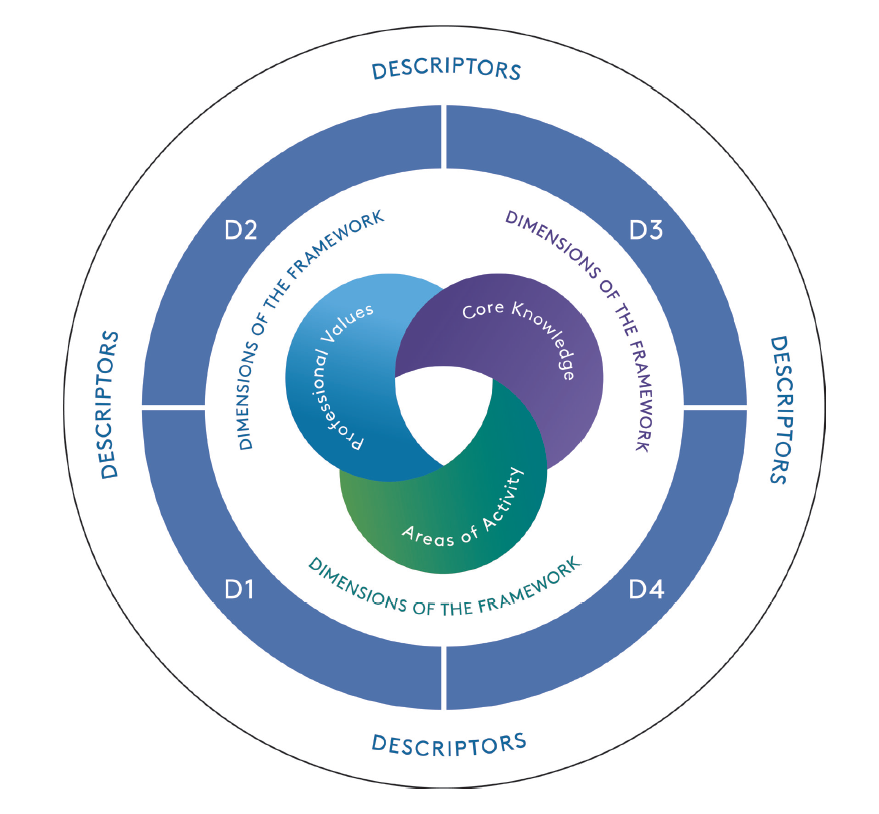 DESCRIPTORS
D2
D3
DIMENSIONS OF THE FRAMEWORK
DIMENSIONS OF THE FRAMEWORK
Professional Values
Core Knowledge
DESCRIPTORS
DESCRIPTORS
Areas of Activity
DIMENSIONS OF THE FRAMEWORK
D1
D4
DESCRIPTORS